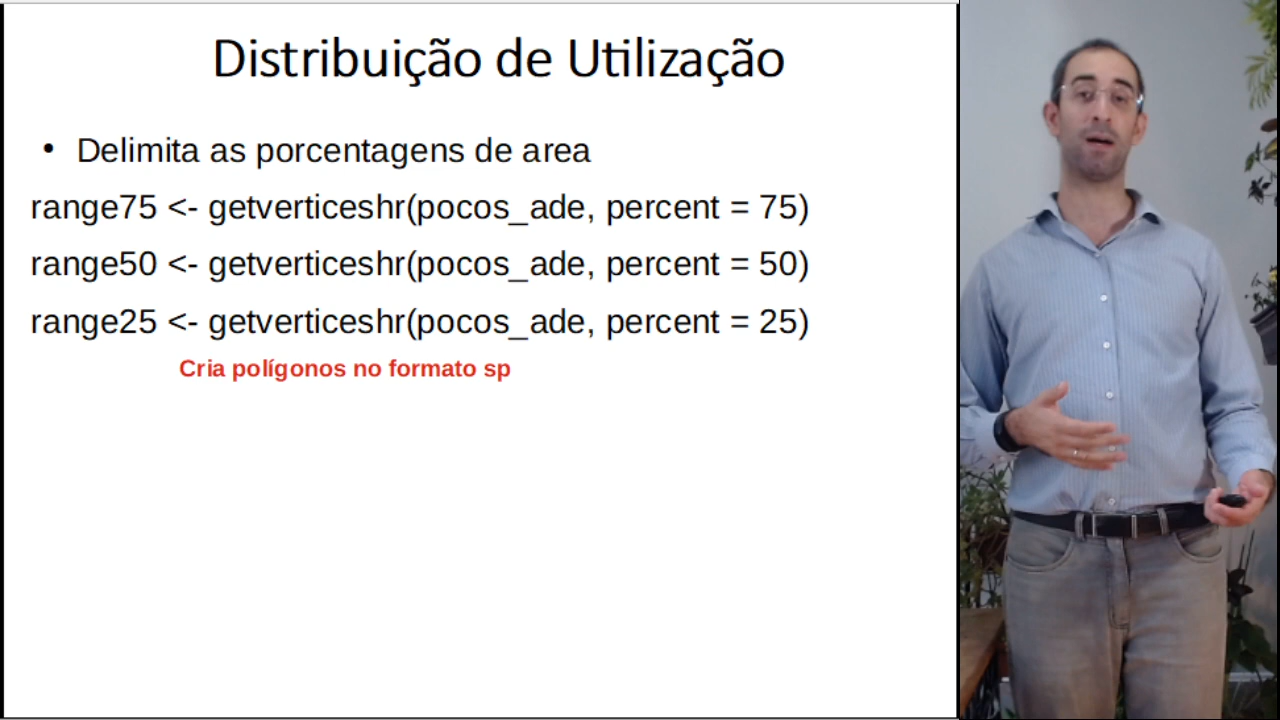 Distribuição de Utilização
• Delimita as porcentagens de area
range75 <- getverticeshr(pocos_ade, percent = 75)
range50 <- getverticeshr(pocos_ade, percent = 50)
range25 <- getverticeshr(pocos_ade, percent = 25)
Cria polígonos no formato sp